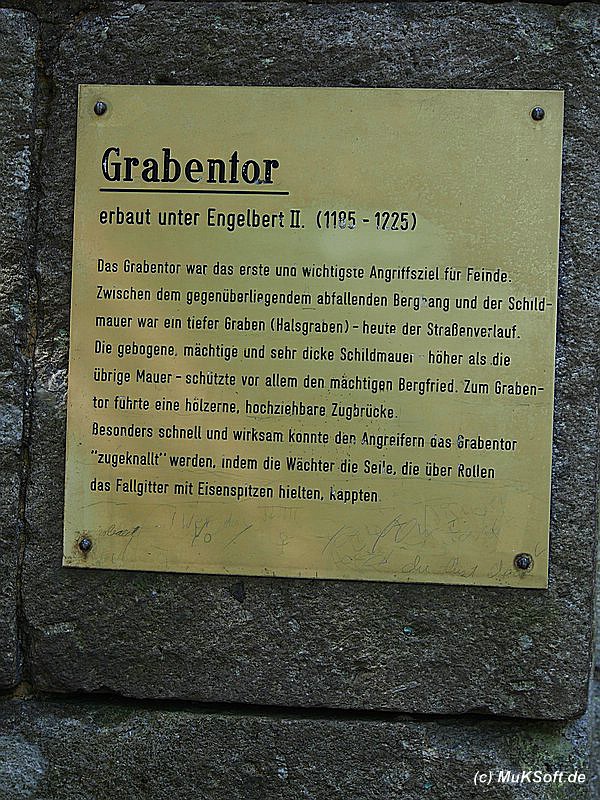 Grabentor
erbaut unter Engelbert II. (1185 - 1225)
Das Grabentor war das erste und wichtigste Angriffsziel für Feinde.
Zwischen dem gegenüberliegendem abfallenden Berghang und der Schild-
mauer war ein tiefer Graben (Halsgraben) - heute der Straßenverlauf.
Die gebogene, mächtige und sehr dicke Schildmauer - höher als die
übrige Mauer - schützte vor allem den mächtigen Bergfried. Zum Graben-
tor führte eine hölzerne, hochziehbare Zugbrücke.
Besonders schnell und wirksam konnte den Angreifern das Grabentor
"zugeknallt" werden, indem die Wächter die Seile, die über Rollen
das Fallgitter mit Eisenspitzen hielten, kappten.
(c) MuKSoft.de